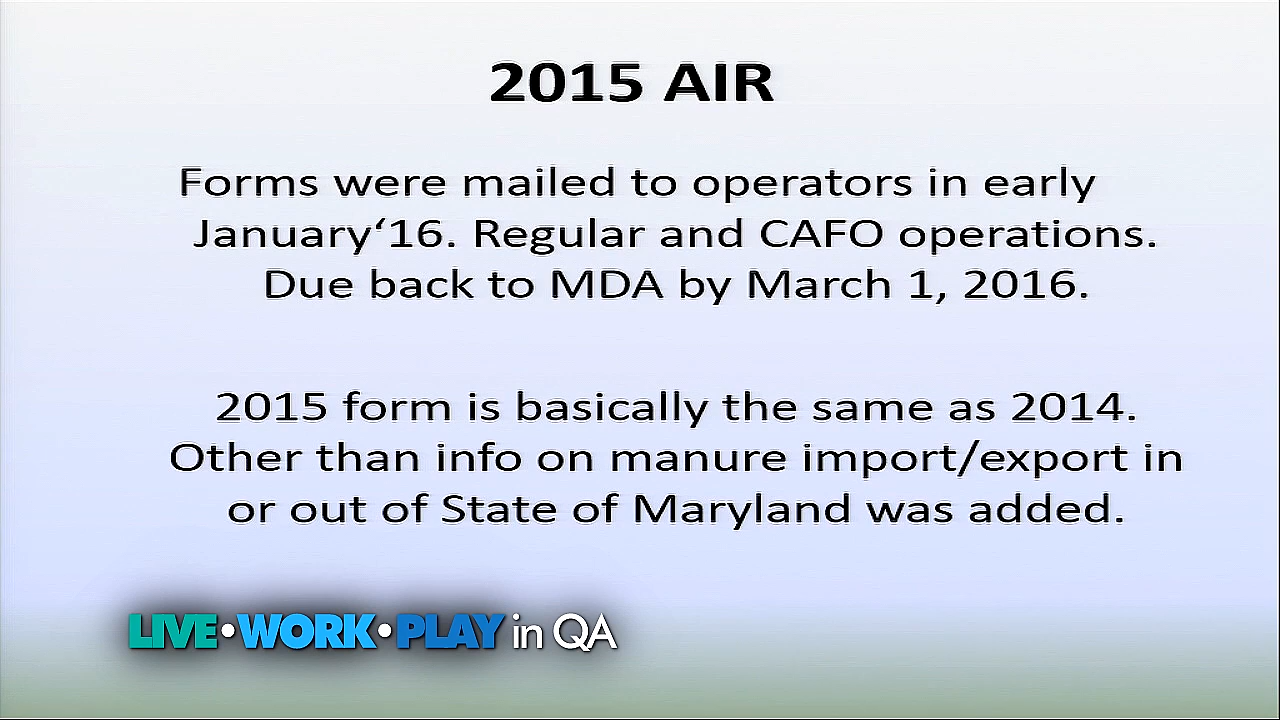 2015 AIR
Forms were mailed to operators in early
January‘16. Regular and CAFO operations.
Due back to MDA by March 1, 2016.
2015 form is basically the same as 2014.
Other than info on manure import/export in
or out of State of Maryland was added.
LIVE•WORK•PLAY in QA